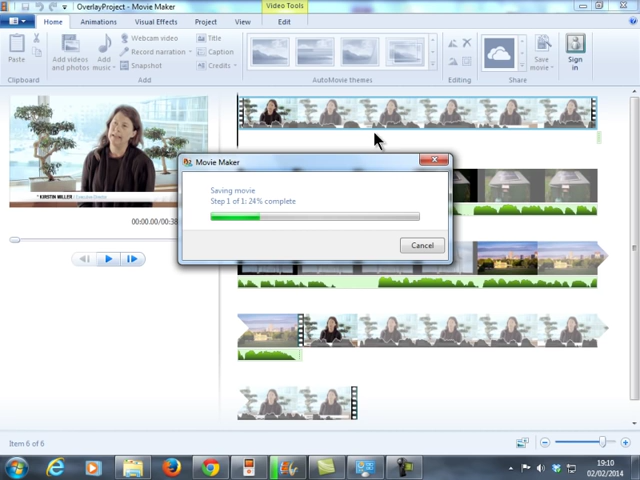 OverlayProject - Movie Maker
Video Tools
Home
Animations
Visual Effects
Project
View
Edit
Paste
Clipboard
Add videos and photos
Add music
Webcam video
Record narration
Snapshot
Title
Caption
Credits
Add
AutoMovie themes
Editing
Save movie
Share
Sign in
KIRSTIN MILLER / Executive Director
00:00.00/00:38
Movie Maker
Saving movie
Step 1 of 1: 24% complete
Cancel
Item 6 of 6
19:10
02/02/2014